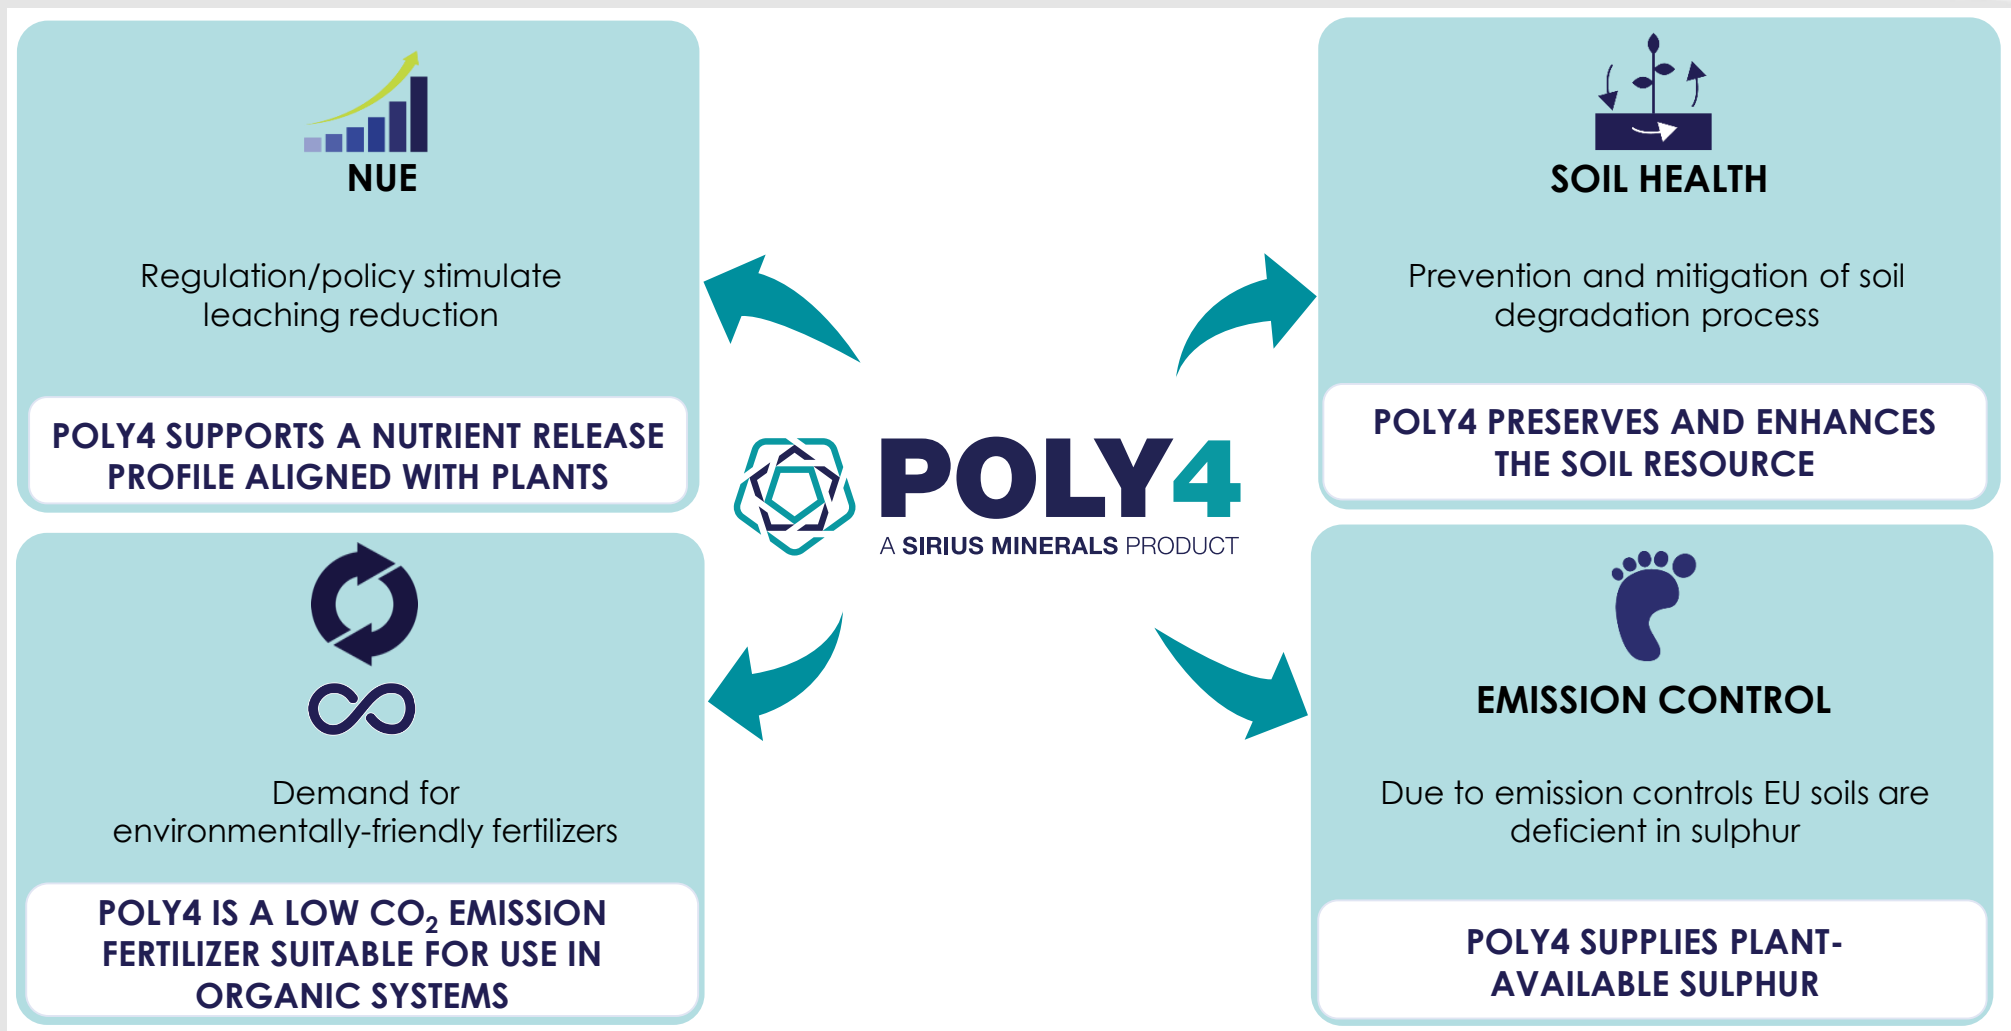 NUE
Regulation/policy stimulate
leaching reduction
POLY4 SUPPORTS A NUTRIENT RELEASE
PROFILE ALIGNED WITH PLANTS
SOIL HEALTH
Prevention and mitigation of soil
degradation process
POLY4 PRESERVES AND ENHANCES
THE SOIL RESOURCE
POLY4
A SIRIUS MINERALS PRODUCT
Demand for
environmentally-friendly fertilizers
POLY4 IS A LOW CO₂ EMISSION
FERTILIZER SUITABLE FOR USE IN
ORGANIC SYSTEMS
EMISSION CONTROL
Due to emission controls EU soils are
deficient in sulphur
POLY4 SUPPLIES PLANT-
AVAILABLE SULPHUR